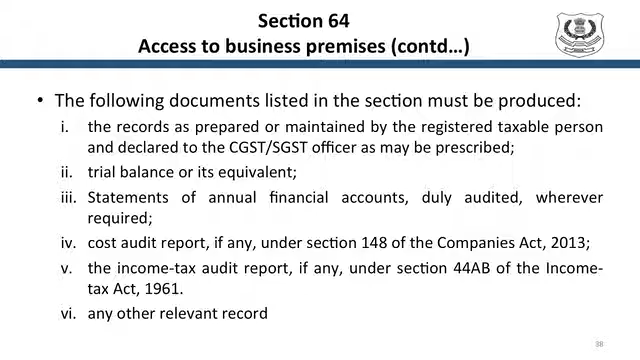 Section 64
Access to business premises (contd…)
• The following documents listed in the section must be produced:
i. the records as prepared or maintained by the registered taxable person
and declared to the CGST/SGST officer as may be prescribed;
ii. trial balance or its equivalent;
iii. Statements of annual financial accounts, duly audited, wherever
required;
iv. cost audit report, if any, under section 148 of the Companies Act, 2013;
v. the income-tax audit report, if any, under section 44AB of the Income-
tax Act, 1961.
vi. any other relevant record
38